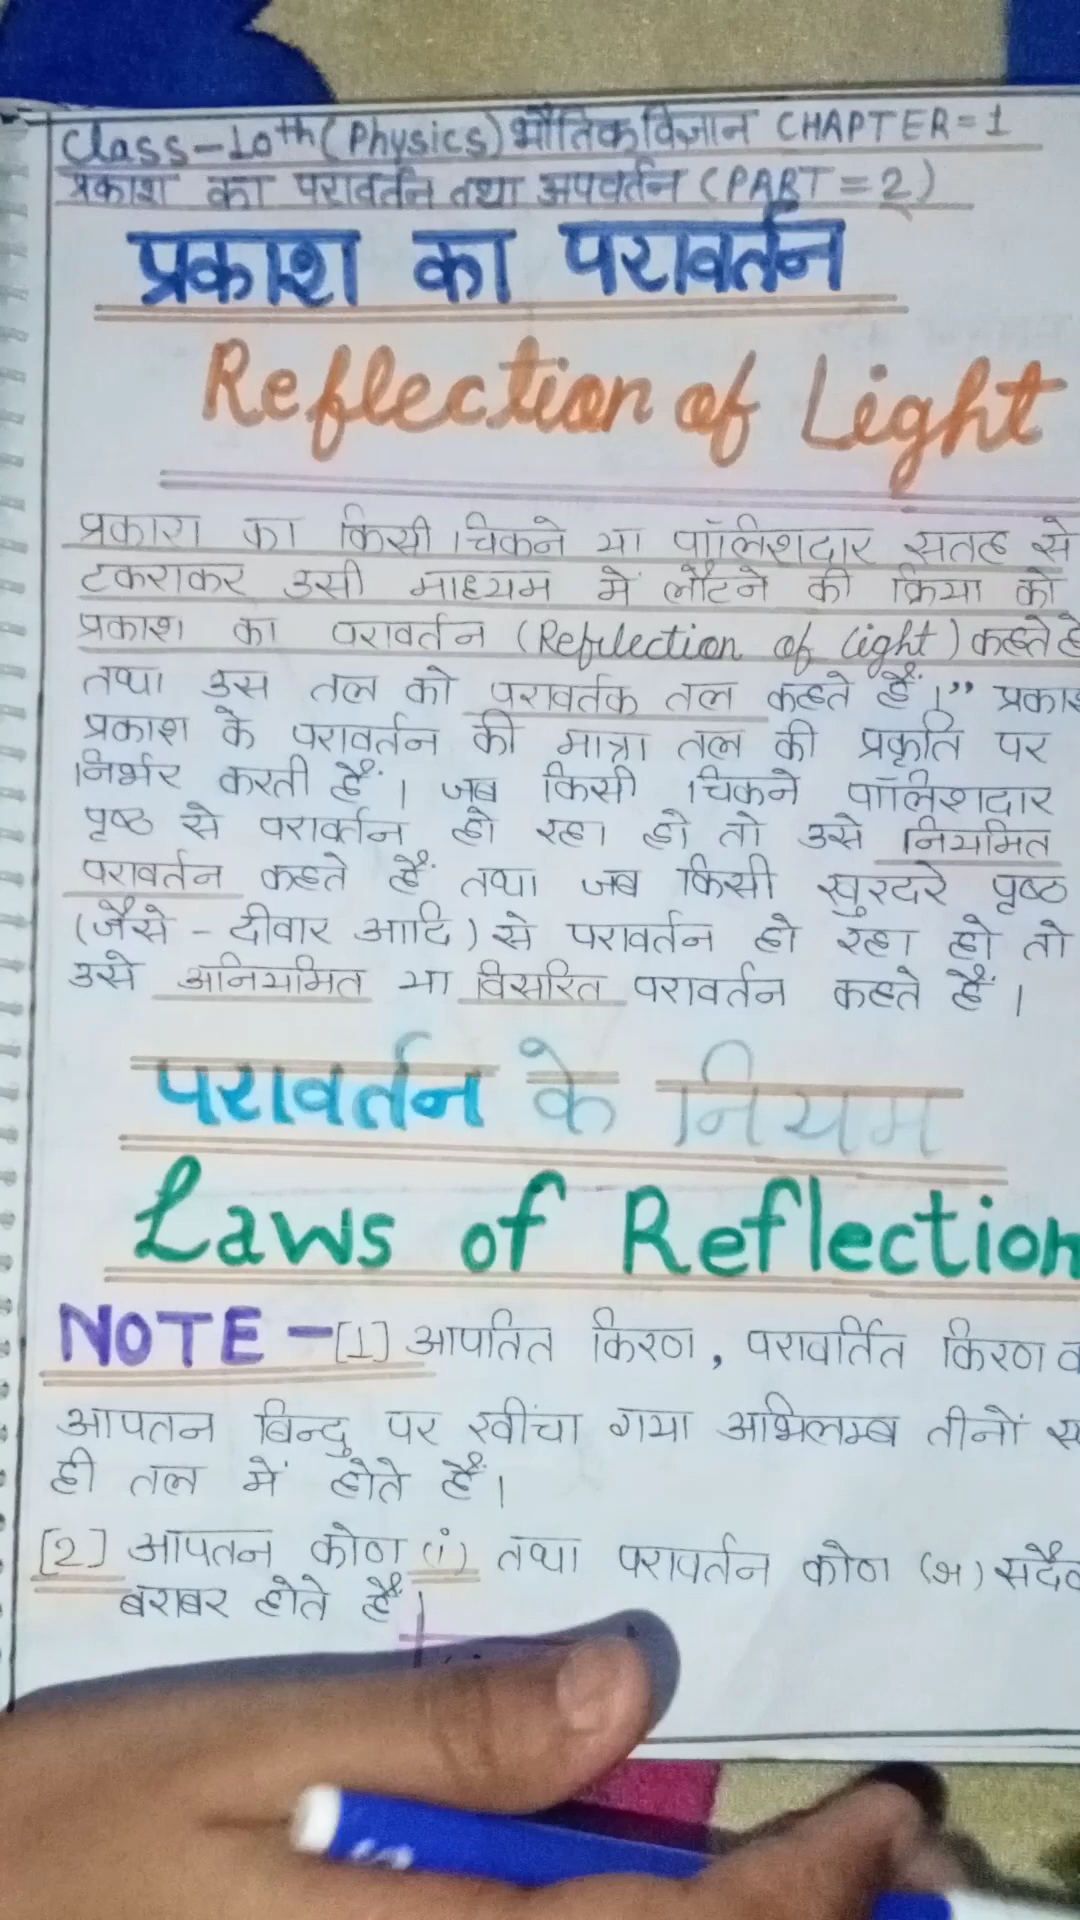 Class-10th (Physics) भौतिक विज्ञान CHAPTER=1
प्रकाश का परावर्तन तथा अपवर्तन (PART=2)
प्रकाश का परावर्तन
Reflection of Light
प्रकाश का किसी चिकने या पॉलिशदार सतह से
टकराकर उसी माध्यम में लौटने की क्रिया को
प्रकाश का परावर्तन (Refulection of light) कहते है
तथा उस तल को परावर्तक तल कहते हैं।” प्रकाश
प्रकाश के परावर्तन की मात्रा तल की प्रकृति पर
निर्भर करती हैं। जब किसी चिकने पॉलिशदार
पृष्ठ से परावर्तन हो रहा हो तो उसे नियमित
परावर्तन कहते हैं तथा जब किसी खुरदरे पृष्ठ
(जैसे - दीवार आदि) से परावर्तन हो रहा हो तो
उसे अनियमित या विसरित परावर्तन कहते हैं।
परावर्तन के नियम
Laws of Reflection
NOTE -[1] आपतित किरण, परावर्तित किरण
आपतन बिन्दु पर खींचा गया अभिलम्ब तीनों
ही तल में होते हैं।
[2] आपतन कोण (i) तथा परावर्तन कोण सदैव
बराबर होते हैं।